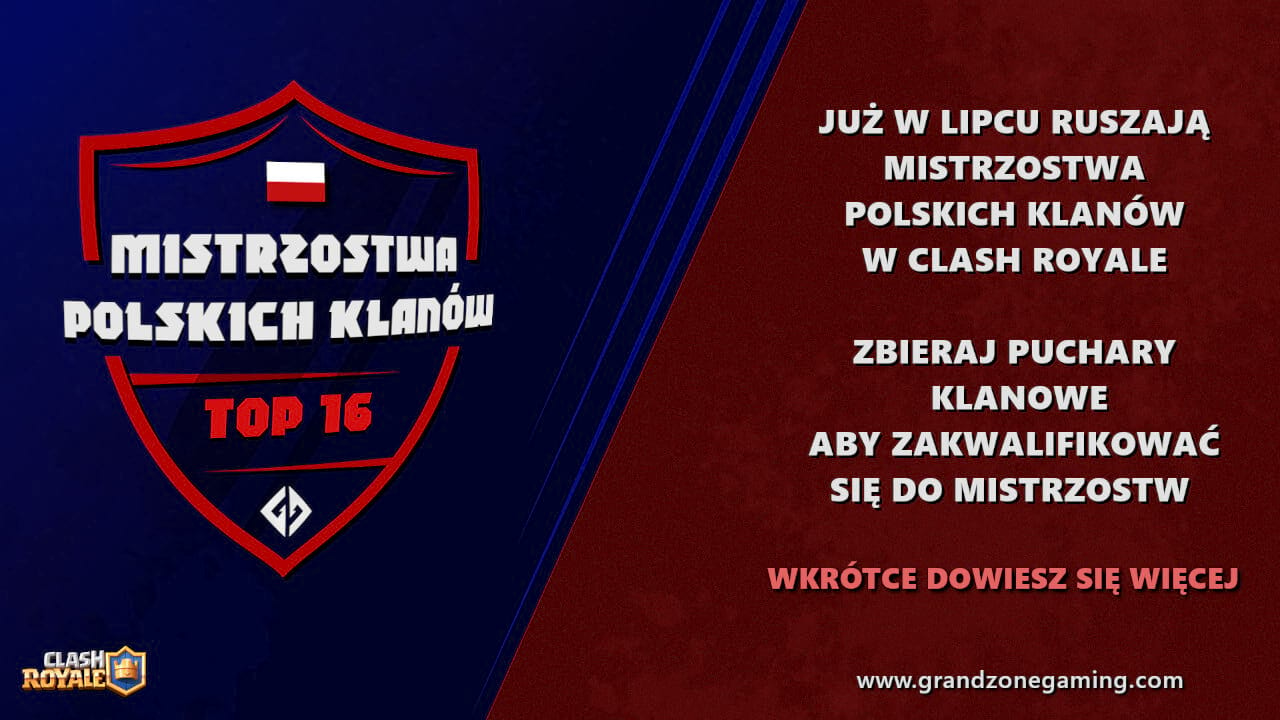 MISTRZOSTWA
POLSKICH KLANÓW
TOP 16
CLASH
ROYALE
JUŻ W LIPCU RUSZAJĄ
MISTRZOSTWA
POLSKICH KLANÓW
W CLASH ROYALE
ZBIERAJ PUCHARY
KLANOWE
ABY ZAKWALIFIKOWAĆ
SIĘ DO MISTRZOSTW
WKRÓTCE DOWIESZ SIĘ WIĘCEJ
www.grandzonegaming.com